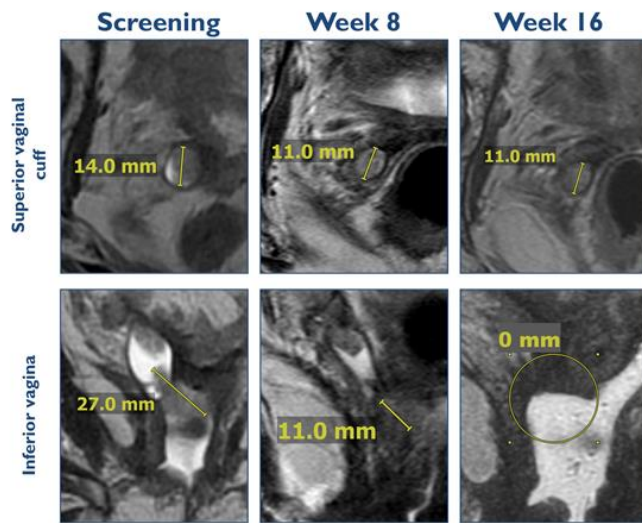 Screening Week 8 Week 16
Superior vaginal
cuff
14.0 mm 11.0 mm 11.0 mm
Inferior vagina
27.0 mm 11.0 mm 0 mm